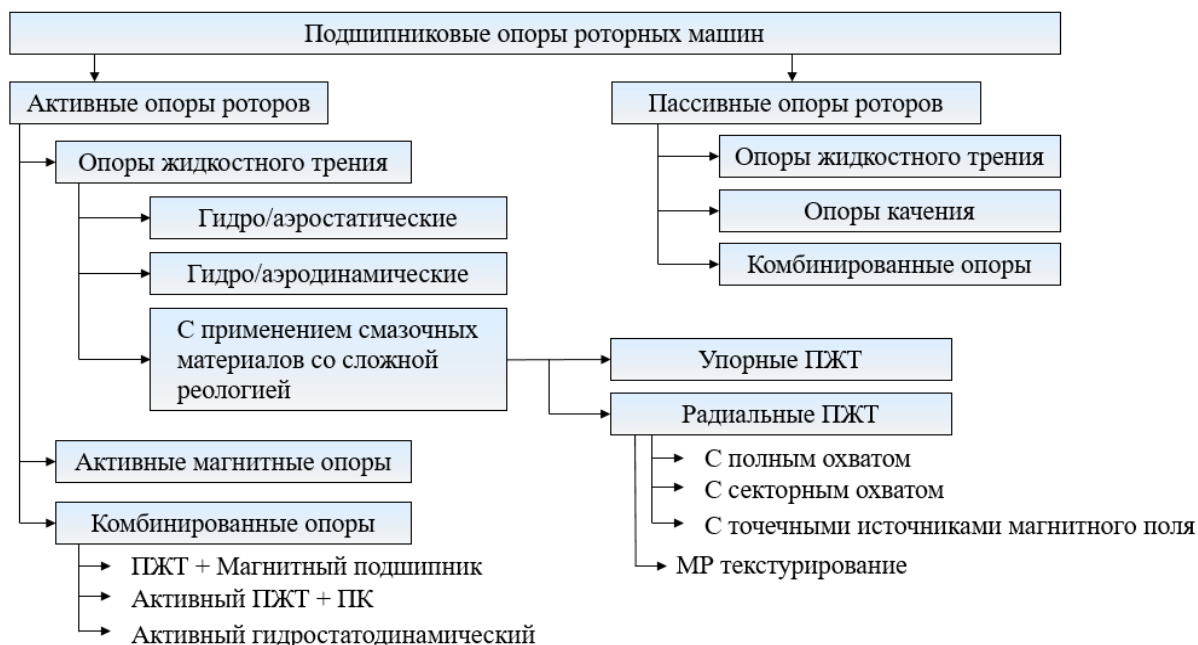 Подшипниковые опоры роторных машин
Активные опоры роторов
Пассивные опоры роторов
Опоры жидкостного трения
Опоры жидкостного трения
Гидро/аэростатические
Опоры качения
Гидро/аэродинамические
Комбинированные опоры
С применением смазочных
материалов со сложной
реологией
Упорные ПЖТ
Радиальные ПЖТ
Активные магнитные опоры
С полным охватом
С секторным охватом
С точечными источниками магнитного поля
МР текстурирование
Комбинированные опоры
ПЖТ + Магнитный подшипник
Активный ПЖТ + ПК
Активный гидростатодинамический